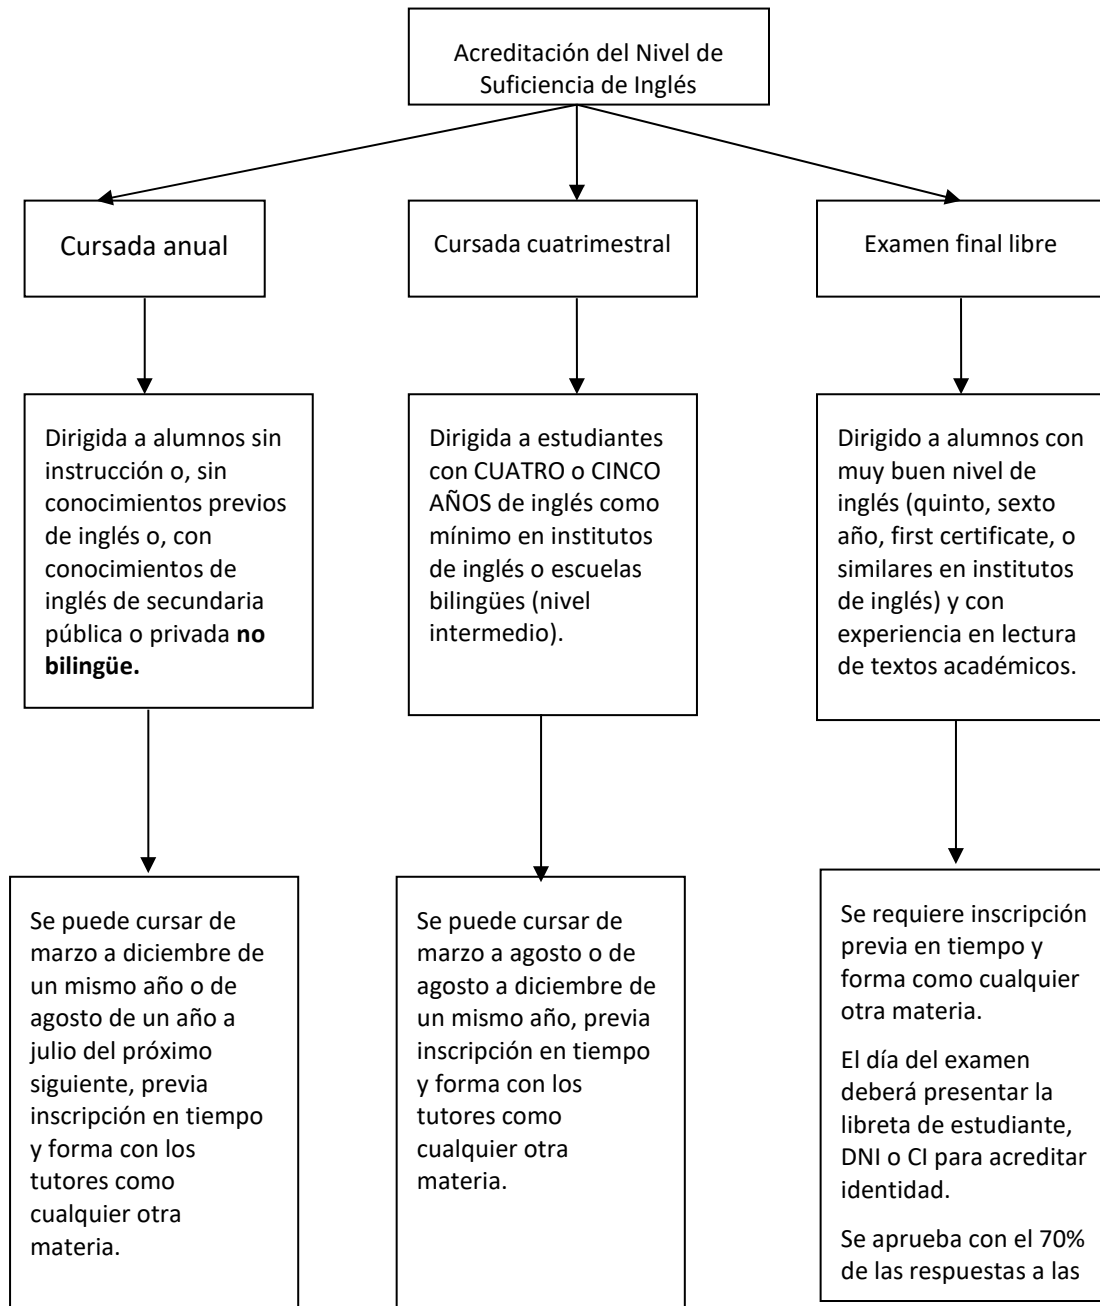 Acreditación del Nivel de
Suficiencia de Inglés
Cursada anual
Cursada cuatrimestral
Examen final libre
Dirigida a alumnos sin
instrucción o, sin
conocimientos previos
de inglés o, con
conocimientos de
inglés de secundaria
pública o privada no
bilingüe.
Dirigida a estudiantes
con CUATRO o CINCO
AÑOS de inglés como
mínimo en institutos
de inglés o escuelas
bilingües (nivel
intermedio).
Dirigido a alumnos con
muy buen nivel de
inglés (quinto, sexto
año, first certificate, o
similares en institutos
de inglés) y con
experiencia en lectura
de textos académicos.
Se puede cursar de
marzo a diciembre de
un mismo año o de
agosto de un año a
julio del próximo
siguiente, previa
inscripción en tiempo
y forma con los
tutores como
cualquier otra
materia.
Se puede cursar de
marzo a agosto o de
agosto a diciembre de
un mismo año, previa
inscripción en tiempo
y forma con los
tutores como
cualquier otra
materia.
Se requiere inscripción
previa en tiempo y
forma como cualquier
otra materia.
El día del examen
deberá presentar la
libreta de estudiante,
DNI o CI para acreditar
identidad.
Se aprueba con el 70%
de las respuestas a las